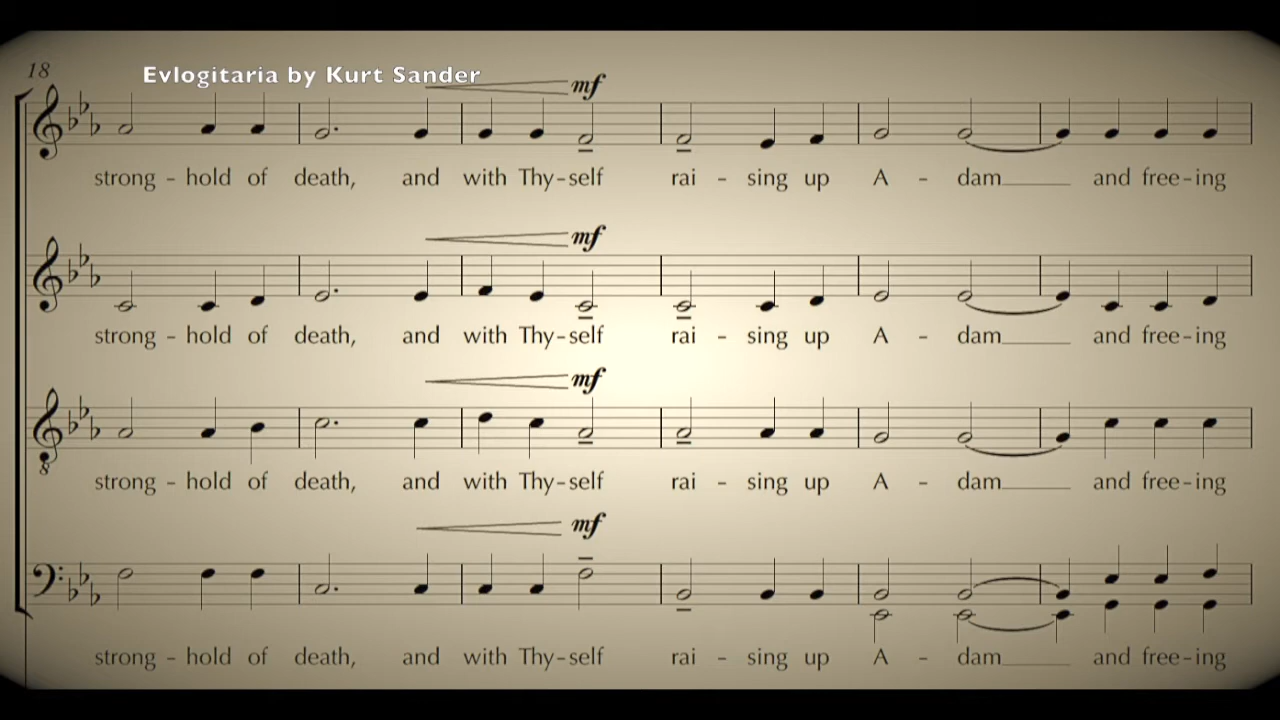 18
Evlogitaria by Kurt Sander
mf
strong - hold of death, and with Thy - self rai - sing up A - dam and free - ing
mf
strong - hold of death, and with Thy - self rai - sing up A - dam and free - ing
mf
8
strong - hold of death, and with Thy - self rai - sing up A - dam and free - ing
mf
strong - hold of death, and with Thy - self rai - sing up A - dam and free - ing